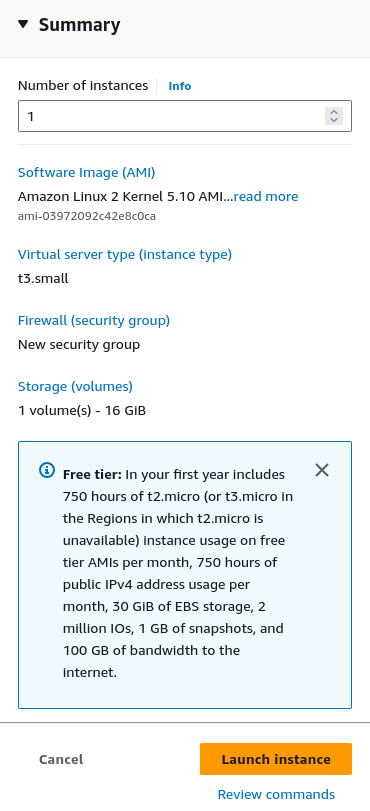 Summary
Number of instances Info
1
Software Image (AMI)
Amazon Linux 2 Kernel 5.10 AMI...read more
ami-03972092c42e8c0ca
Virtual server type (instance type)
t3.small
Firewall (security group)
New security group
Storage (volumes)
1 volume(s) - 16 GiB
Free tier: In your first year includes
750 hours of t2.micro (or t3.micro in
the Regions in which t2.micro is
unavailable) instance usage on free
tier AMIs per month, 750 hours of
public IPv4 address usage per
month, 30 GiB of EBS storage, 2
million IOs, 1 GB of snapshots, and
100 GB of bandwidth to the
internet.
Cancel
Launch instance
Review commands